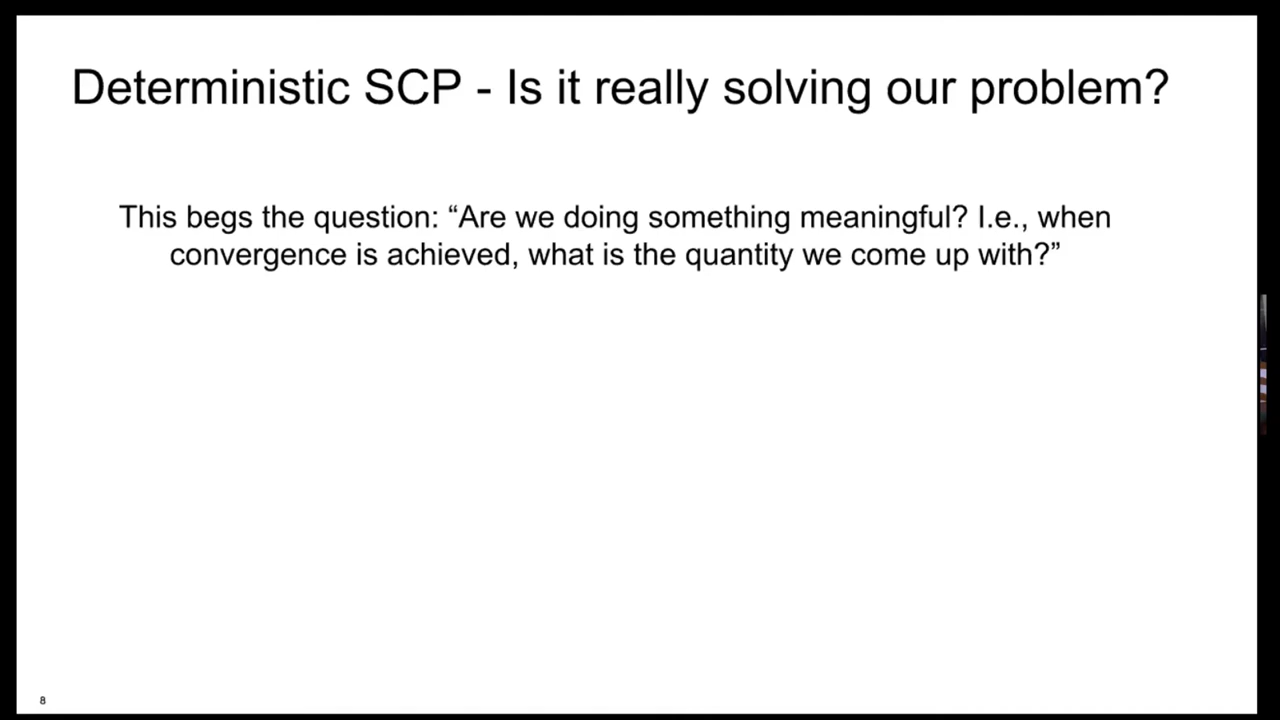 Deterministic SCP - Is it really solving our problem?
This begs the question: “Are we doing something meaningful? I.e., when
convergence is achieved, what is the quantity we come up with?”
8